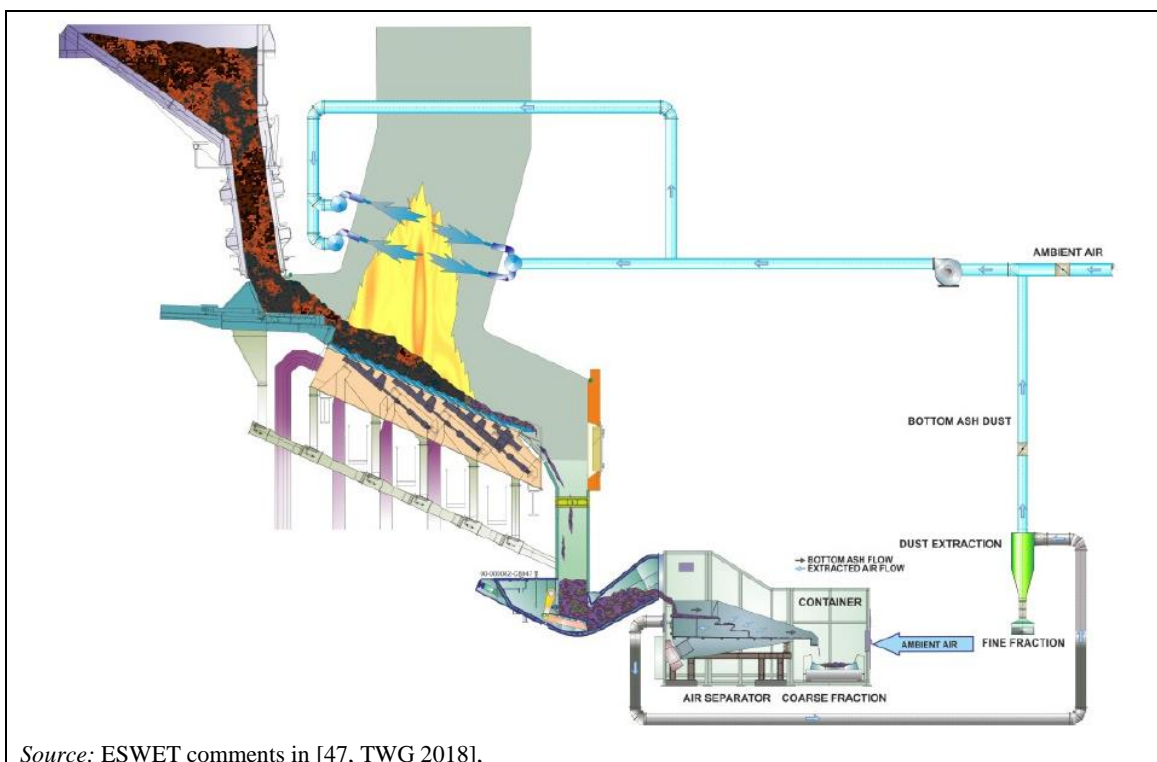 AMBIENT AIR
BOTTOM ASH DUST
DUST EXTRACTION
BOTTOM ASH FLOW
EXTRACTED AIR FLOW
CONTAINER
AMBIENT AIR
FINE FRACTION
AIR SEPARATOR
COARSE FRACTION
Source: ESWET comments in [47, TWG 2018],